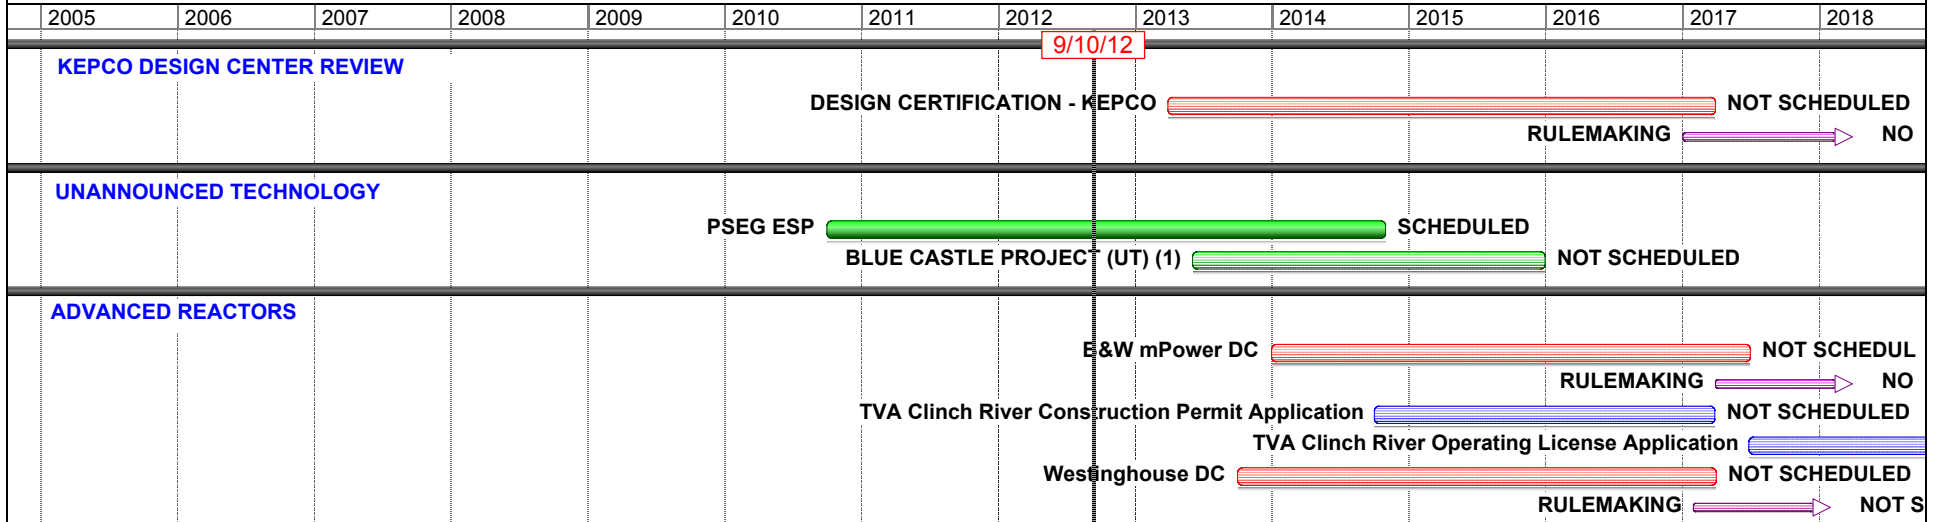 2005 2006 2007 2008 2009 2010 2011 2012 2013 2014 2015 2016 2017 2018
9/10/12
KEPCO DESIGN CENTER REVIEW
DESIGN CERTIFICATION - KEPCO NOT SCHEDULED
RULEMAKING NO
UNANNOUNCED TECHNOLOGY
PSEG ESP SCHEDULED
BLUE CASTLE PROJECT (UT) (1) NOT SCHEDULED
ADVANCED REACTORS
B&W mPower DC NOT SCHEDUL
RULEMAKING NO
TVA Clinch River Construction Permit Application NOT SCHEDULED
TVA Clinch River Operating License Application
Westinghouse DC NOT SCHEDULED
RULEMAKING NOT S